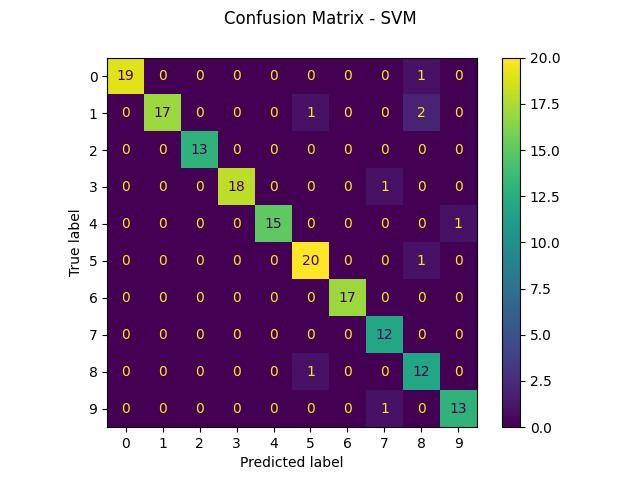 Confusion Matrix - SVM
0 19 0 0 0 0 0 0 0 1 0
1 0 17 0 0 0 1 0 0 2 0
2 0 0 13 0 0 0 0 0 0 0
3 0 0 0 18 0 0 0 1 0 0
4 0 0 0 0 15 0 0 0 0 1
5 0 0 0 0 0 20 0 0 1 0
6 0 0 0 0 0 0 17 0 0 0
7 0 0 0 0 0 0 0 12 0 0
8 0 0 0 0 0 1 0 0 12 0
9 0 0 0 0 0 0 0 1 0 13
0 1 2 3 4 5 6 7 8 9
Predicted label
True label
20.0
17.5
15.0
12.5
10.0
7.5
5.0
2.5
0.0